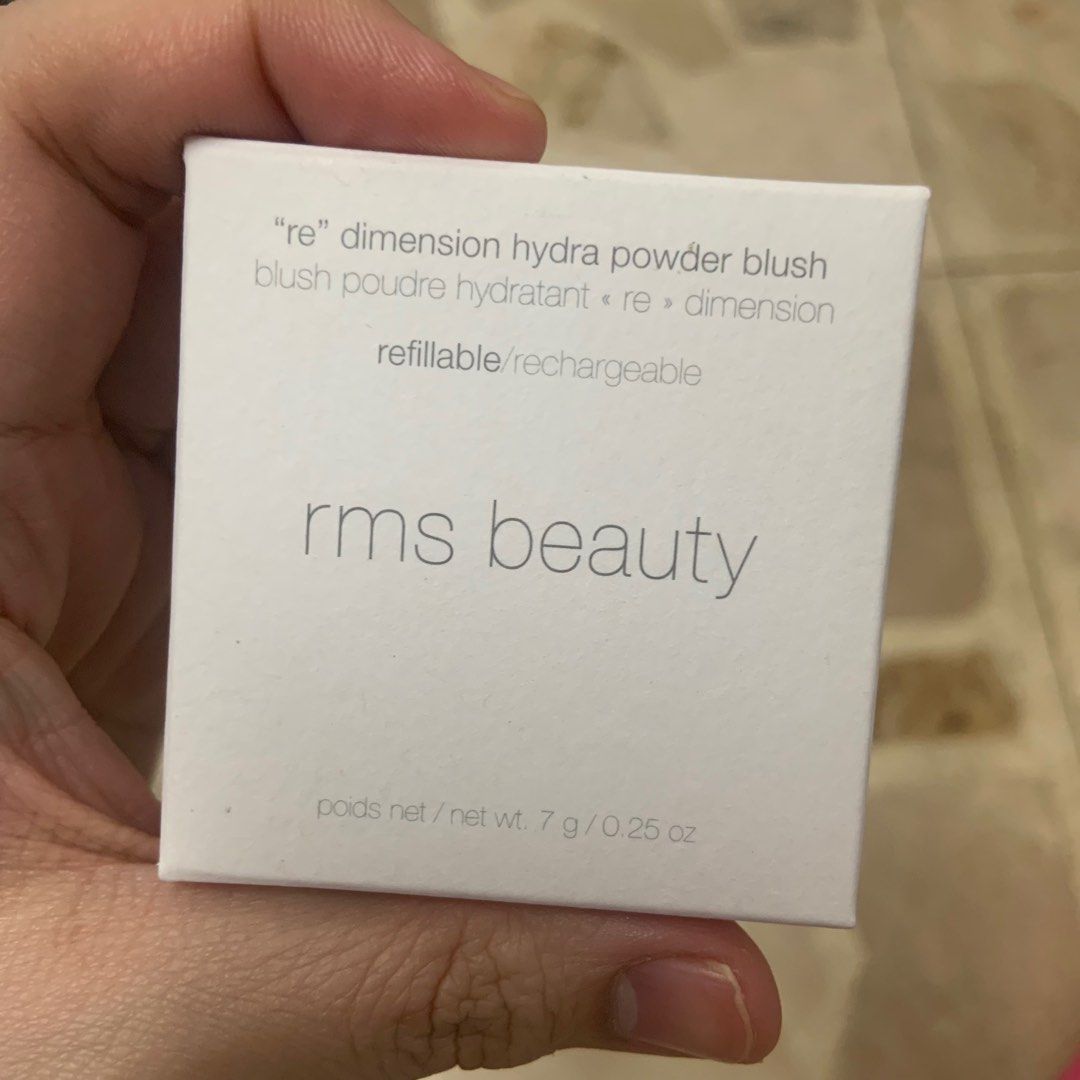 “re” dimension hydra powder blush
blush poudre hydratant « re » dimension
refillable/rechargeable
rms beauty
poids net / net wt. 7 g / 0.25 oz